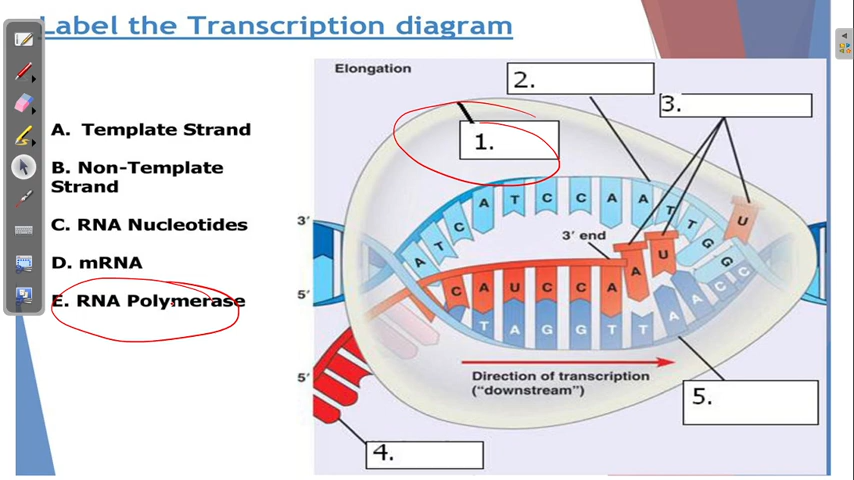 Label the Transcription diagram
A. Template Strand
B. Non-Template
Strand
C. RNA Nucleotides
D. mRNA
E. RNA Polymerase
Elongation
2.
3.
1.
A T C A T C C A A T T G G U
3′
3′ end
C A U C C A A U
5′
T A G G T T A A C C
Direction of transcription
("downstream")
5′
5.
4.